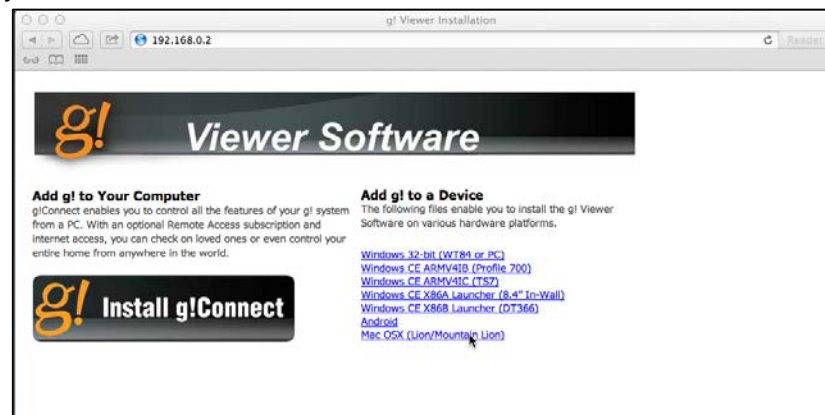 g! Viewer Installation
192.168.0.2
Reader
g! Viewer Software
Add g! to Your Computer
g!Connect enables you to control all the features of your g! system
from a PC. With an optional Remote Access subscription and
internet access, you can check on loved ones or even control your
entire home from anywhere in the world.
g! Install g!Connect
Add g! to a Device
The following files enable you to install the g! Viewer
Software on various hardware platforms.
Windows 32-bit (WT84 or PC)
Windows CE ARMV4IB (Profile 700)
Windows CE ARMV4IC (TS7)
Windows CE X86A Launcher (8.4" In-Wall)
Windows CE X86B Launcher (DT366)
Android
Mac OSX (Lion/Mountain Lion)